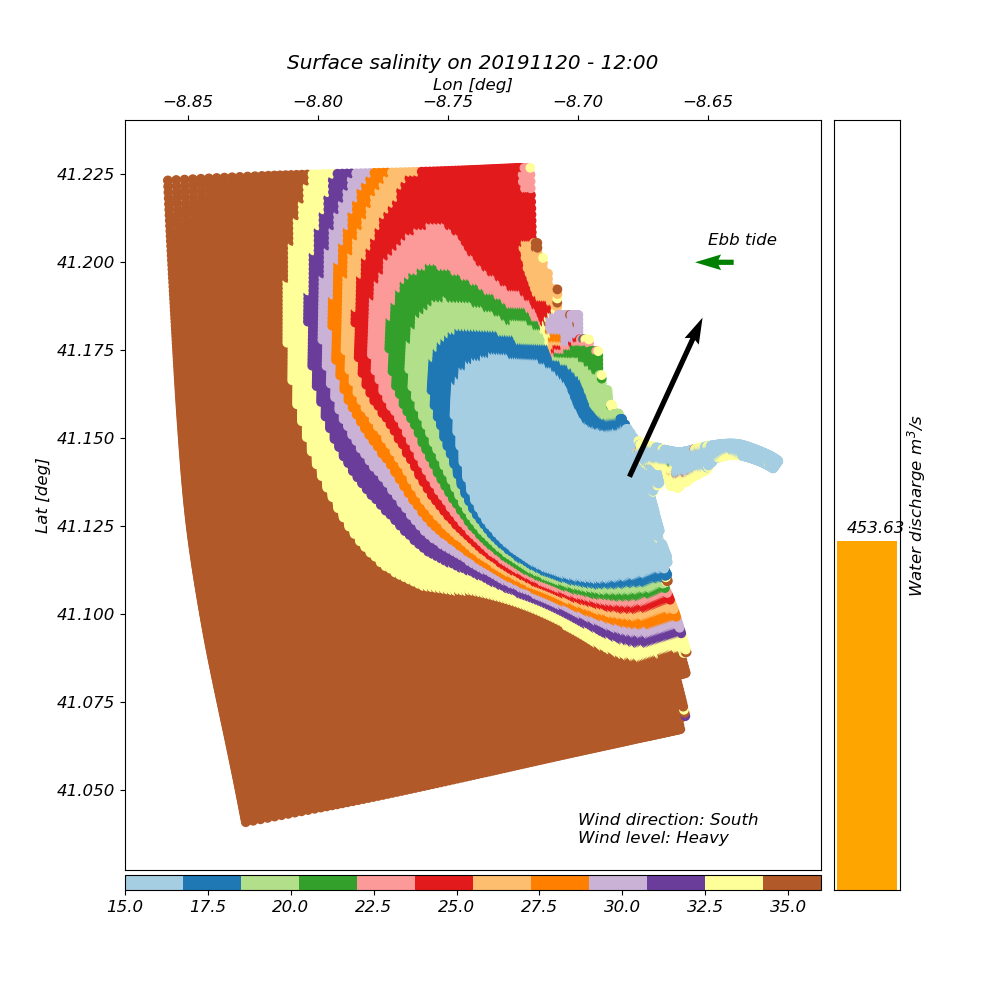 Surface salinity on 20191120 - 12:00
Lon [deg]
−8.85 −8.80 −8.75 −8.70 −8.65
41.225
41.200
41.175
41.150
41.125
41.100
41.075
41.050
Lat [deg]
Ebb tide
Wind direction: South
Wind level: Heavy
453.63
Water discharge m³/s
15.0 17.5 20.0 22.5 25.0 27.5 30.0 32.5 35.0